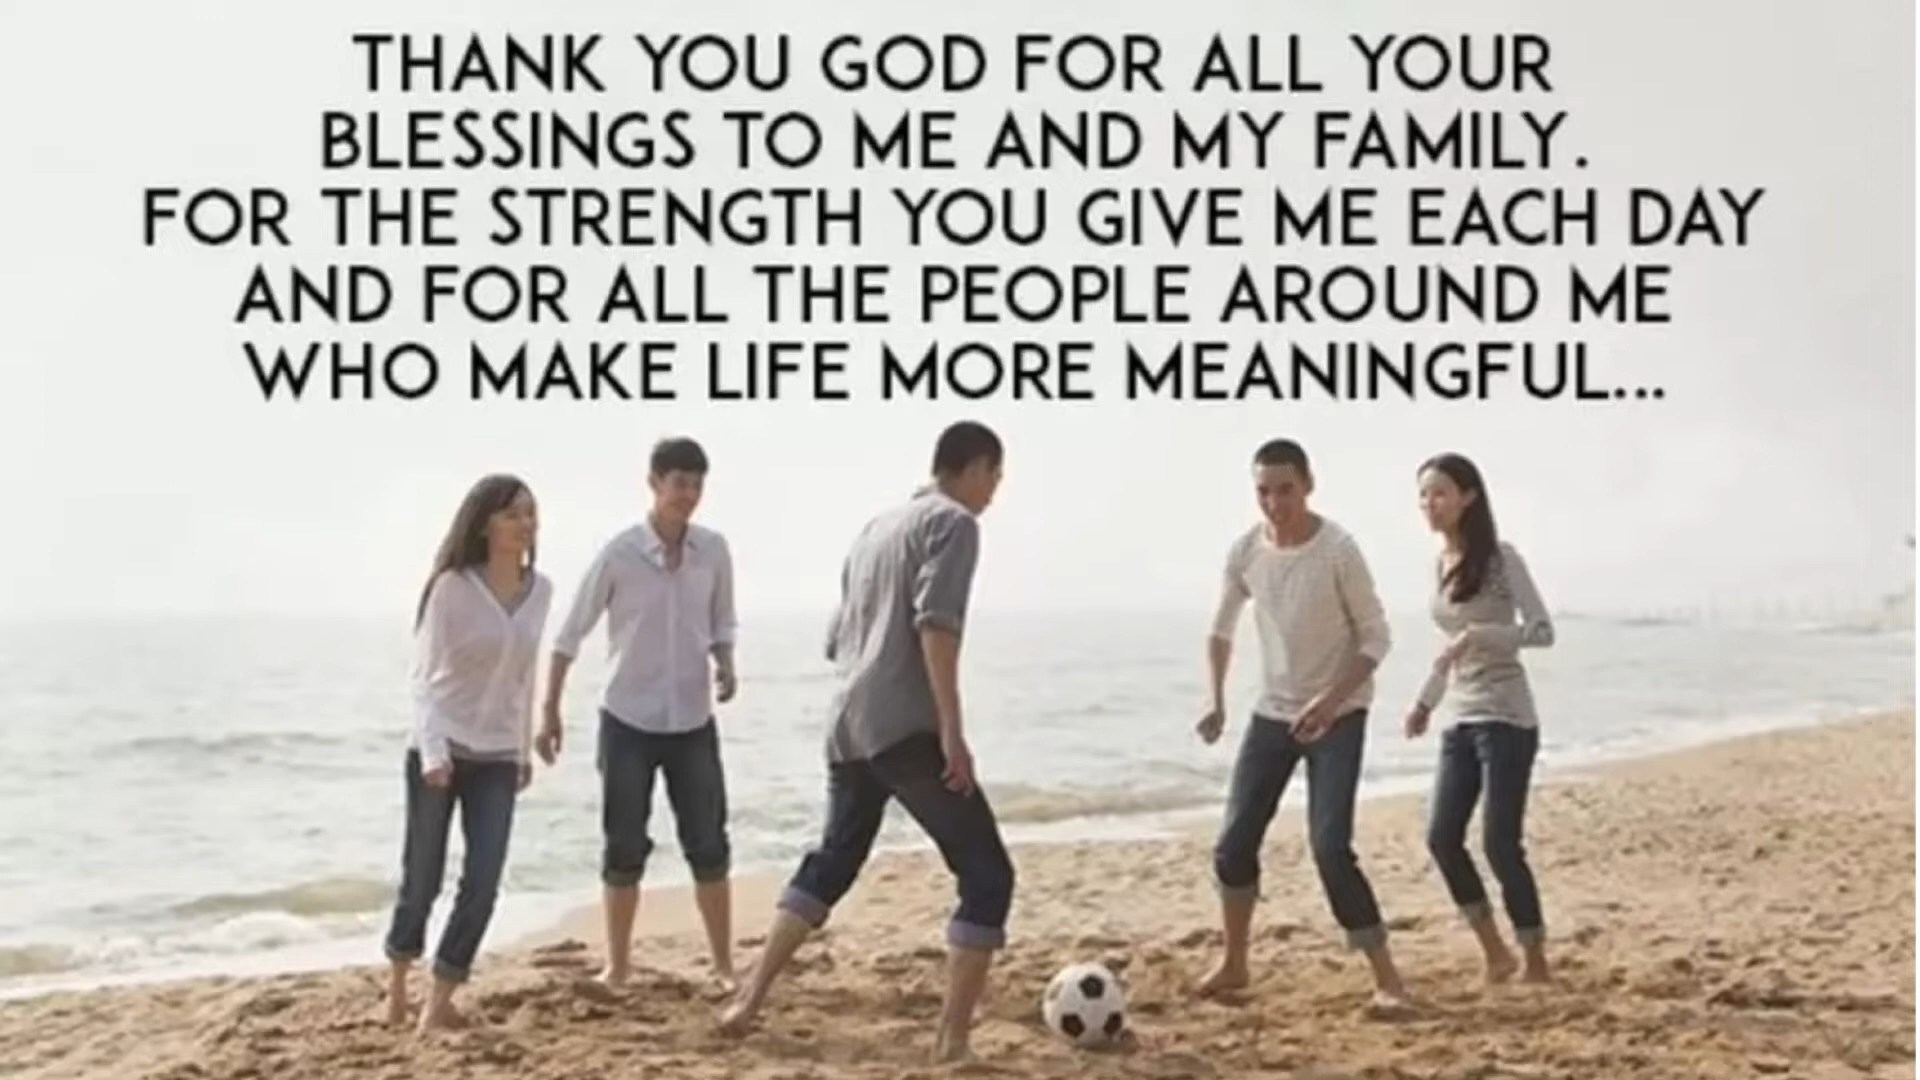 THANK YOU GOD FOR ALL YOUR
BLESSINGS TO ME AND MY FAMILY.
FOR THE STRENGTH YOU GIVE ME EACH DAY
AND FOR ALL THE PEOPLE AROUND ME
WHO MAKE LIFE MORE MEANINGFUL...